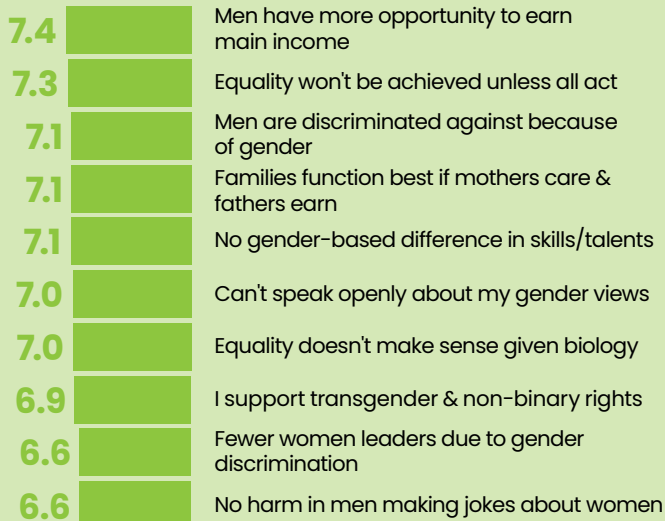 7.4 Men have more opportunity to earn
main income
7.3 Equality won't be achieved unless all act
7.1 Men are discriminated against because
of gender
7.1 Families function best if mothers care &
fathers earn
7.1 No gender-based difference in skills/talents
7.0 Can't speak openly about my gender views
7.0 Equality doesn't make sense given biology
6.9 I support transgender & non-binary rights
6.6 Fewer women leaders due to gender
discrimination
6.6 No harm in men making jokes about women